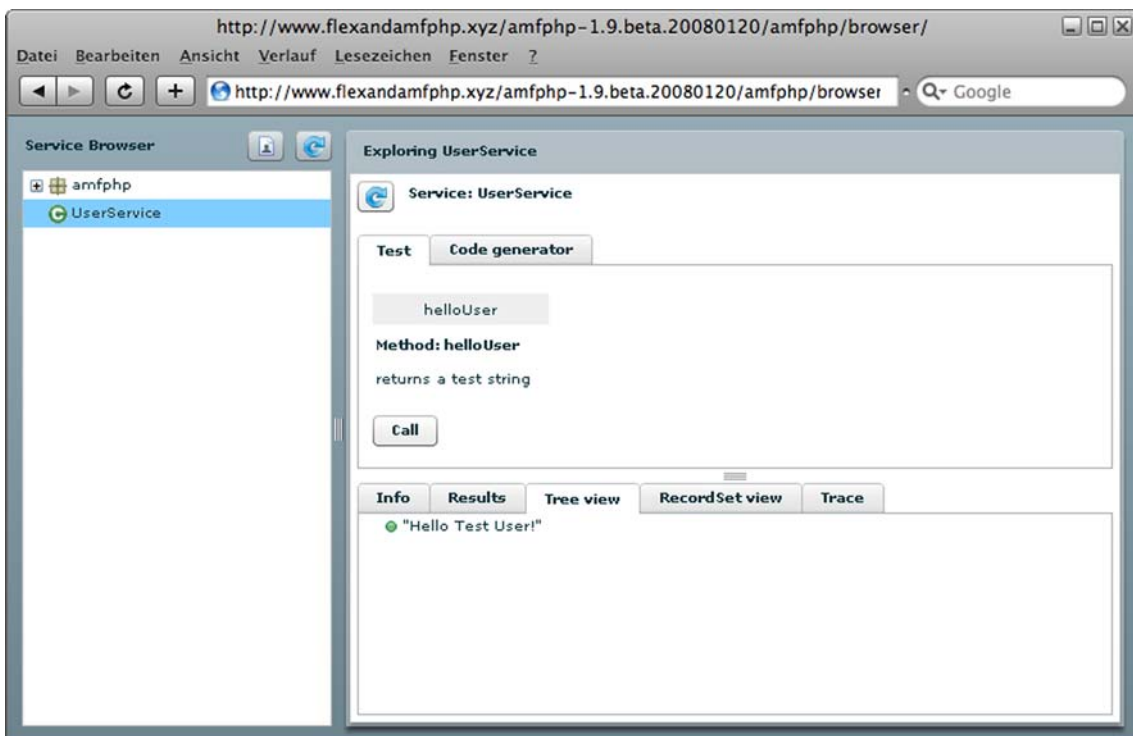 http://www.flexandamfphp.xyz/amfphp-1.9.beta.20080120/amfphp/browser/
Datei Bearbeiten Ansicht Verlauf Lesezeichen Fenster ?
http://www.flexandamfphp.xyz/amfphp-1.9.beta.20080120/amfphp/browser Google
Service Browser
amfphp
UserService
Exploring UserService
Service: UserService
Test Code generator
helloUser
Method: helloUser
returns a test string
Call
Info Results Tree view RecordSet view Trace
"Hello Test User!"